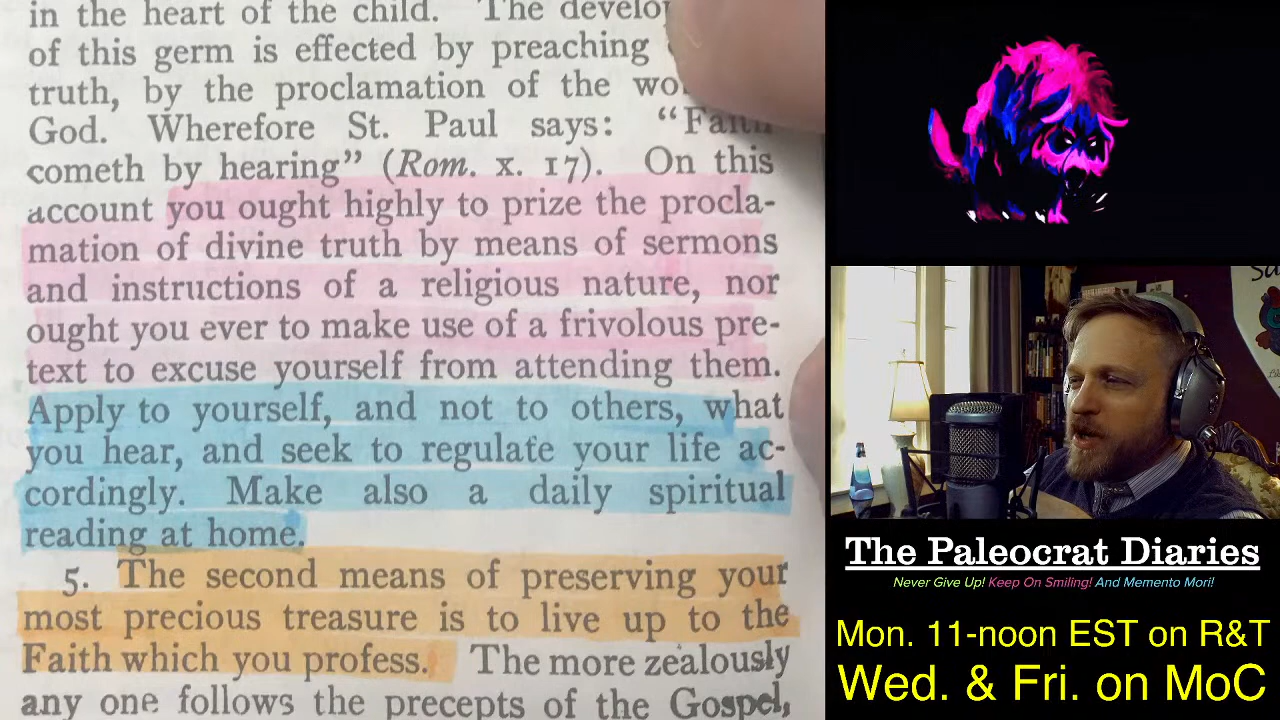 in the heart of the child. The
of this germ is effected by preaching
truth, by the proclamation of the
God. Wherefore St. Paul says: “Faith
cometh by hearing” (Rom. x. 17). On this
account you ought highly to prize the procla-
mation of divine truth by means of sermons
and instructions of a religious nature, nor
ought you ever to make use of a frivolous pre-
text to excuse yourself from attending them.
Apply to yourself, and not to others, what
you hear, and seek to regulate your life ac-
cordingly. Make also a daily spiritual
reading at home.
5. The second means of preserving your
most precious treasure is to live up to the
Faith which you profess. The more zealously
any one follows the precepts of the Gospel,
The Paleocrat Diaries
Never Give Up! Keep On Smiling! And Memento Mori!
Mon. 11-noon EST on R&T
Wed. & Fri. on MoC